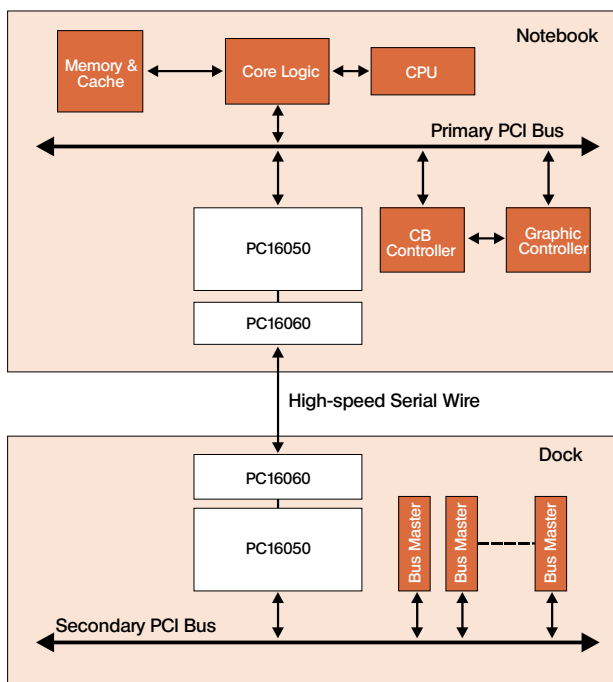 Notebook
Memory &
Cache
Core Logic
CPU
Primary PCI Bus
PC16050
CB
Controller
Graphic
Controller
PC16060
High-speed Serial Wire
Dock
PC16060
PC16050
Bus Master
Bus Master
Bus Master
Secondary PCI Bus